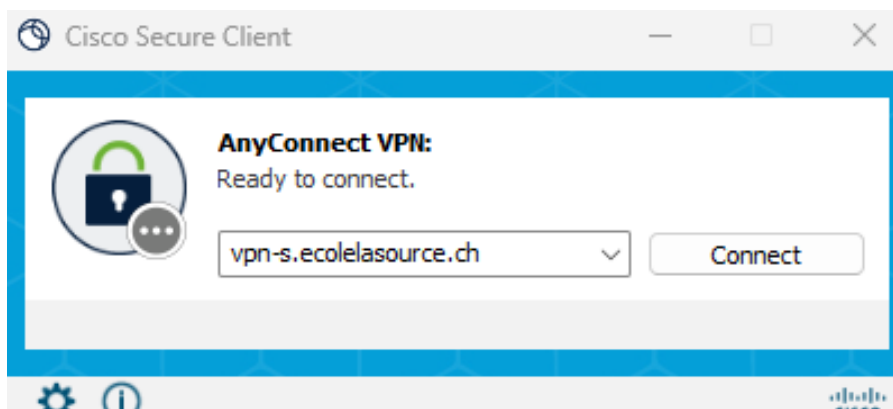 Cisco Secure Client
AnyConnect VPN:
Ready to connect.
vpn-s.ecolelasource.ch
Connect